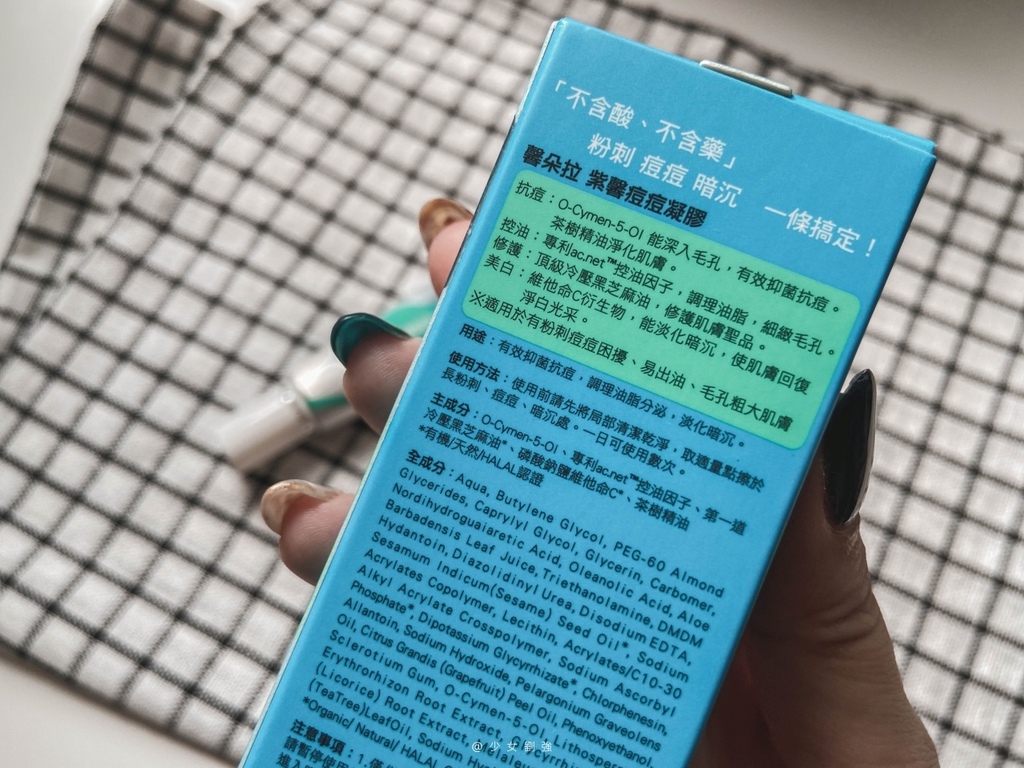 「不含酸、不含藥」
粉刺 痘痘 暗沉 一條搞定！
馨朵拉 紫馨痘痘凝膠
抗痘：O-Cymen-5-Ol 能深入毛孔，有效抑菌抗痘。
茶樹精油淨化肌膚。
控油：專利ac.net™控油因子，調理油脂，細緻毛孔。
修護：頂級冷壓黑芝麻油，修護肌膚聖品。
美白：維他命C衍生物，能淡化暗沉，使肌膚回復
淨白光采。
※適用於有粉刺痘痘困擾、易出油、毛孔粗大肌膚
用途：有效抑菌抗痘，調理油脂分泌，淡化暗沉。
使用方法：使用前請先將局部清潔乾淨，取適量點擦於
長粉刺、痘痘、暗沉處。一日可使用數次。
主成分：O-Cymen-5-Ol、專利ac.net™控油因子、第一道
冷壓黑芝麻油*、磷酸鈉鹽維他命C*、茶樹精油
*有機/天然/HALAL認證
全成分：Aqua, Butylene Glycol, PEG-60 Almond
Glycerides, Caprylyl Glycol, Glycerin, Carbomer,
Nordihydroguaiaretic Acid, Oleanolic Acid, Aloe
Barbadensis Leaf Juice, Triethanolamine, DMDM
Hydantoin, Diazolidinyl Urea, Disodium EDTA,
Sesamum Indicum(Sesame) Seed Oil*, Sodium
Acrylates Copolymer, Lecithin, Acrylates/C10-30
Alkyl Acrylate Crosspolymer, Sodium Ascorbyl
Phosphate*, Dipotassium Glycyrrhizate*, Chlorphenesin,
Allantoin, Sodium Hydroxide, Pelargonium Graveolens
Oil, Citrus Grandis (Grapefruit) Peel Oil, Phenoxyethanol,
Sclerotium Gum, O-Cymen-5-Ol, Lithosperm
Erythrorhizon Root Extract,
(Licorice) Root Extract,
(TeaTree)LeafOil, Sodium
*Organic/ Natural/ HALAL
注意事項：1.
請暫停使用
@少女劉強